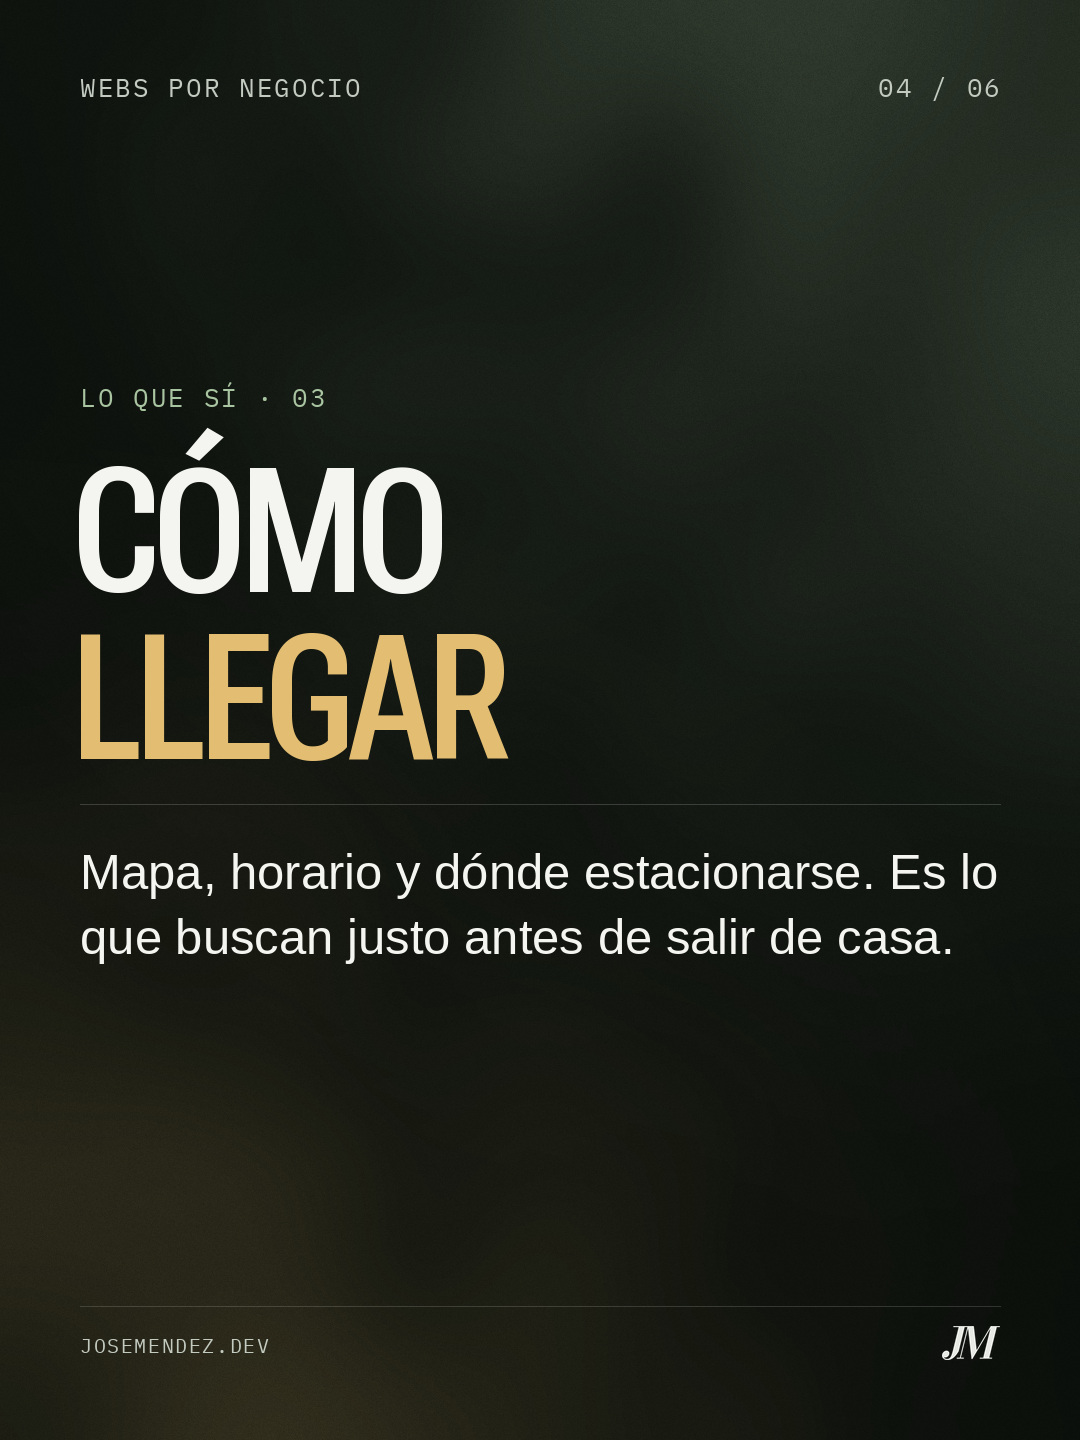 WEBS POR NEGOCIO
04 / 06
LO QUE SÍ · 03
CÓMO
LLEGAR
Mapa, horario y dónde estacionarse. Es lo
que buscan justo antes de salir de casa.
JOSEMENDEZ.DEV
JM